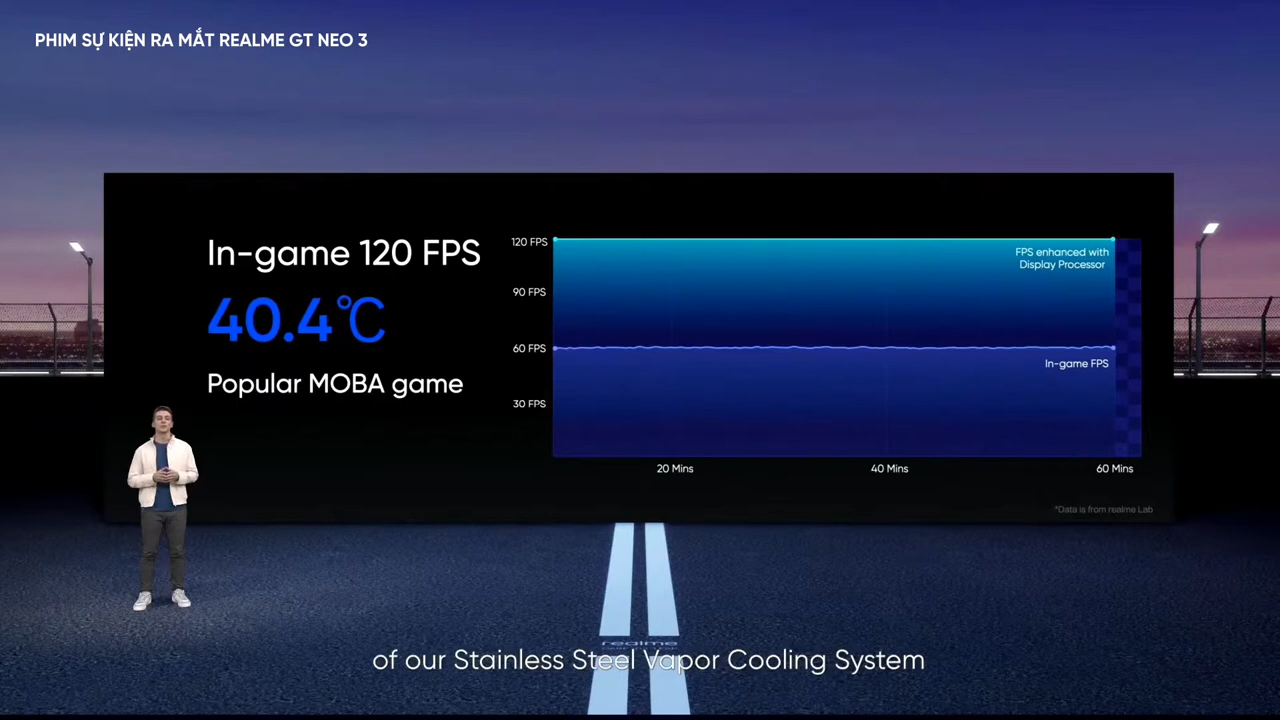 PHIM SỰ KIỆN RA MẮT REALME GT NEO 3
In-game 120 FPS
40.4℃
Popular MOBA game
120 FPS
90 FPS
60 FPS
30 FPS
FPS enhanced with
Display Processor
In-game FPS
20 Mins
40 Mins
60 Mins
*Data is from realme Lab
realme
of our Stainless Steel Vapor Cooling System